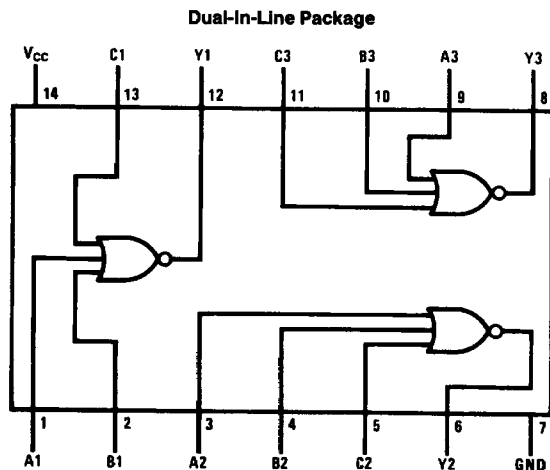 Dual-In-Line Package
VCC C1 Y1 C3 B3 A3 Y3
14 13 12 11 10 9 8
1 2 3 4 5 6 7
A1 B1 A2 B2 C2 Y2 GND